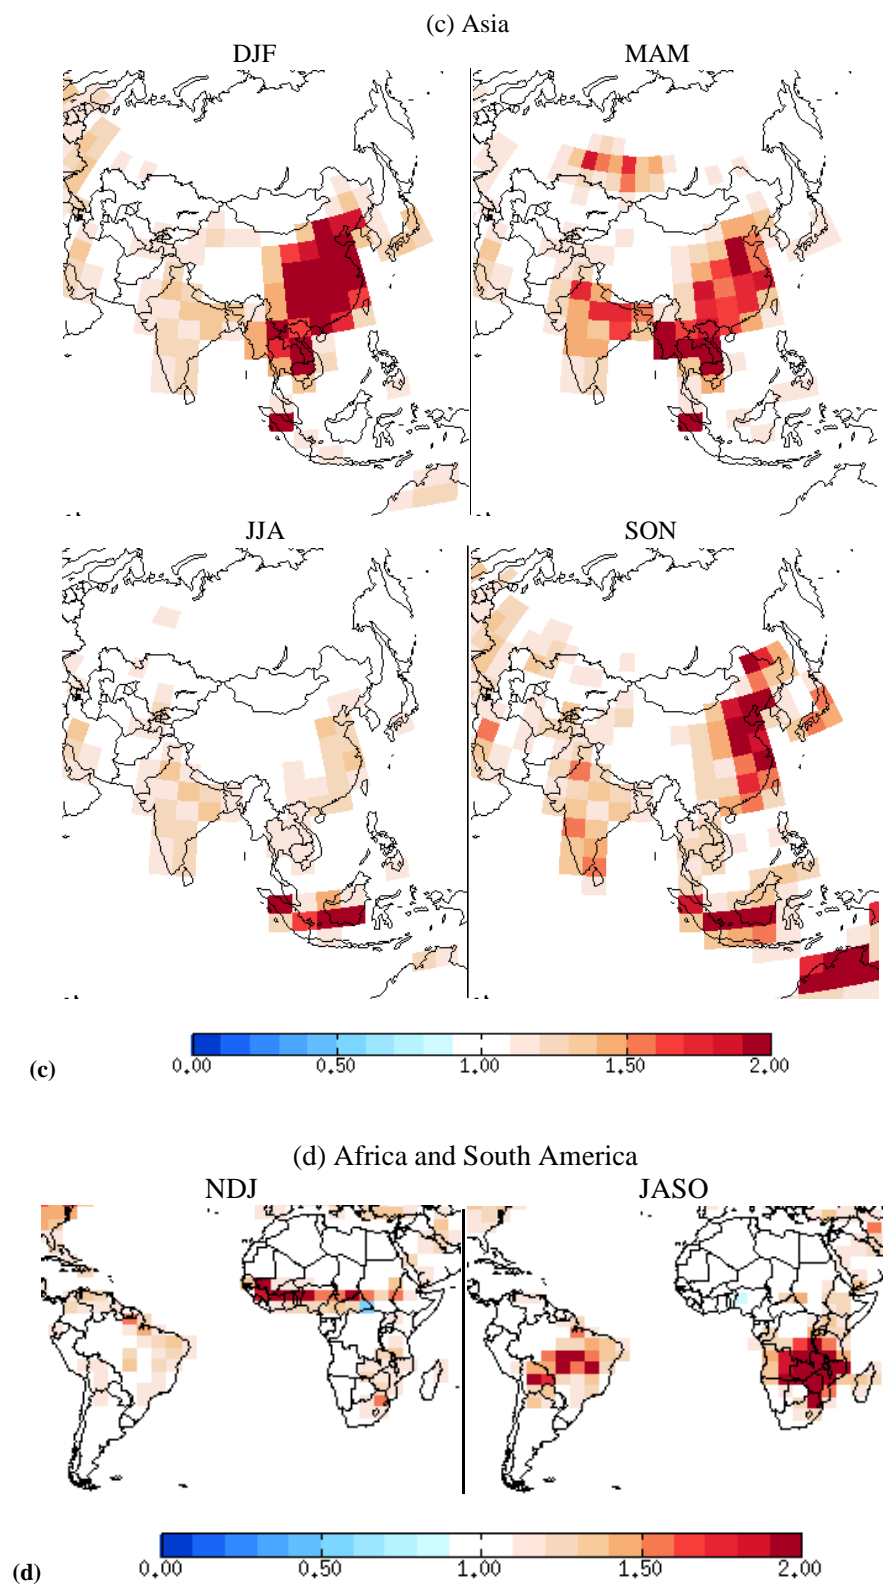 (c) Asia
DJF MAM
JJA SON
(c) 0.00 0.50 1.00 1.50 2.00
(d) Africa and South America
NDJ JASO
(d) 0.00 0.50 1.00 1.50 2.00